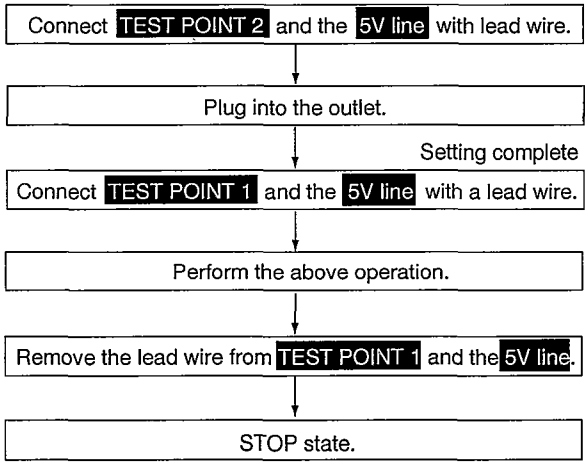 Connect TEST POINT 2 and the 5V line with lead wire.
Plug into the outlet.
Setting complete
Connect TEST POINT 1 and the 5V line with a lead wire.
Perform the above operation.
Remove the lead wire from TEST POINT 1 and the 5V line.
STOP state.